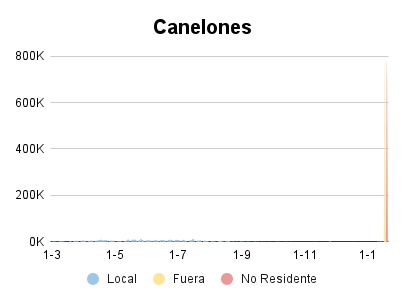 Canelones
800K
600K
400K
200K
0K
1-3 1-5 1-7 1-9 1-11 1-1
Local Fuera No Residente